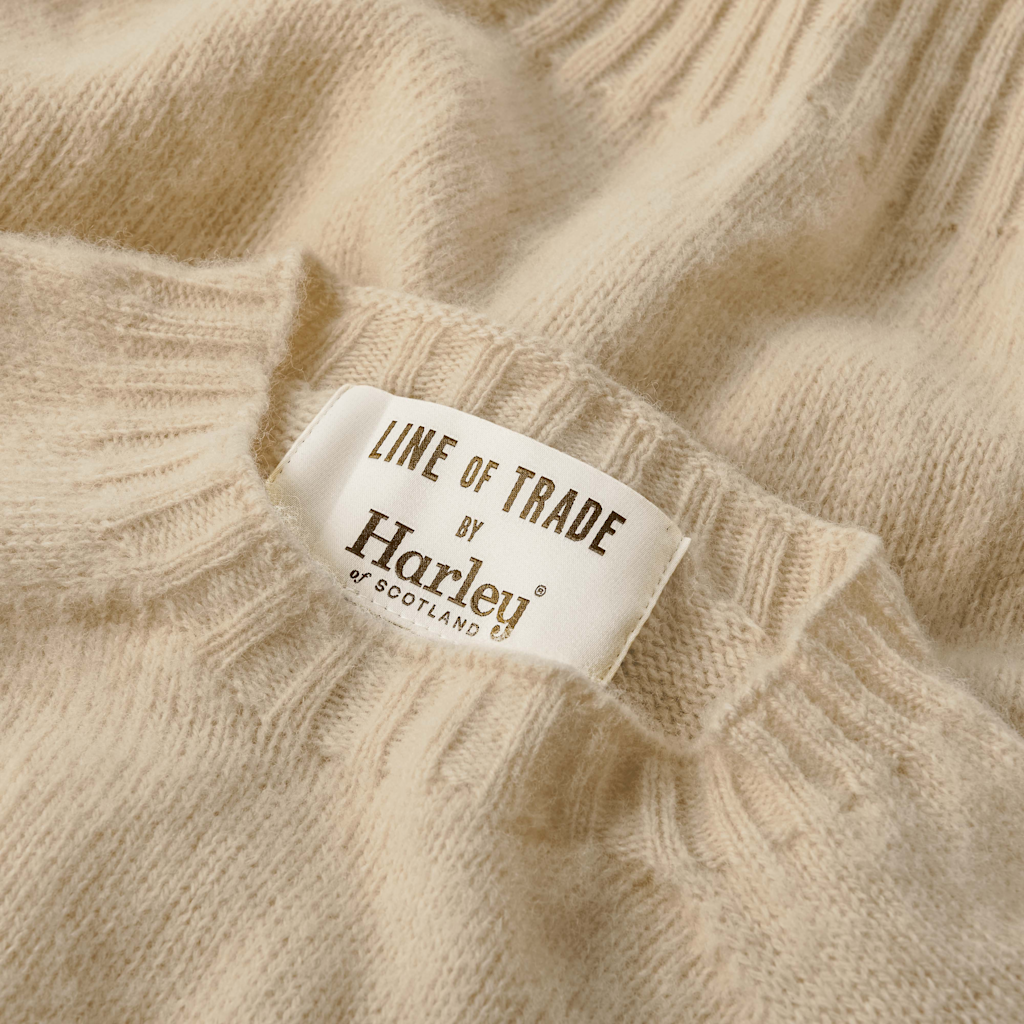 LINE OF TRADE
BY
Harley®
of SCOTLAND